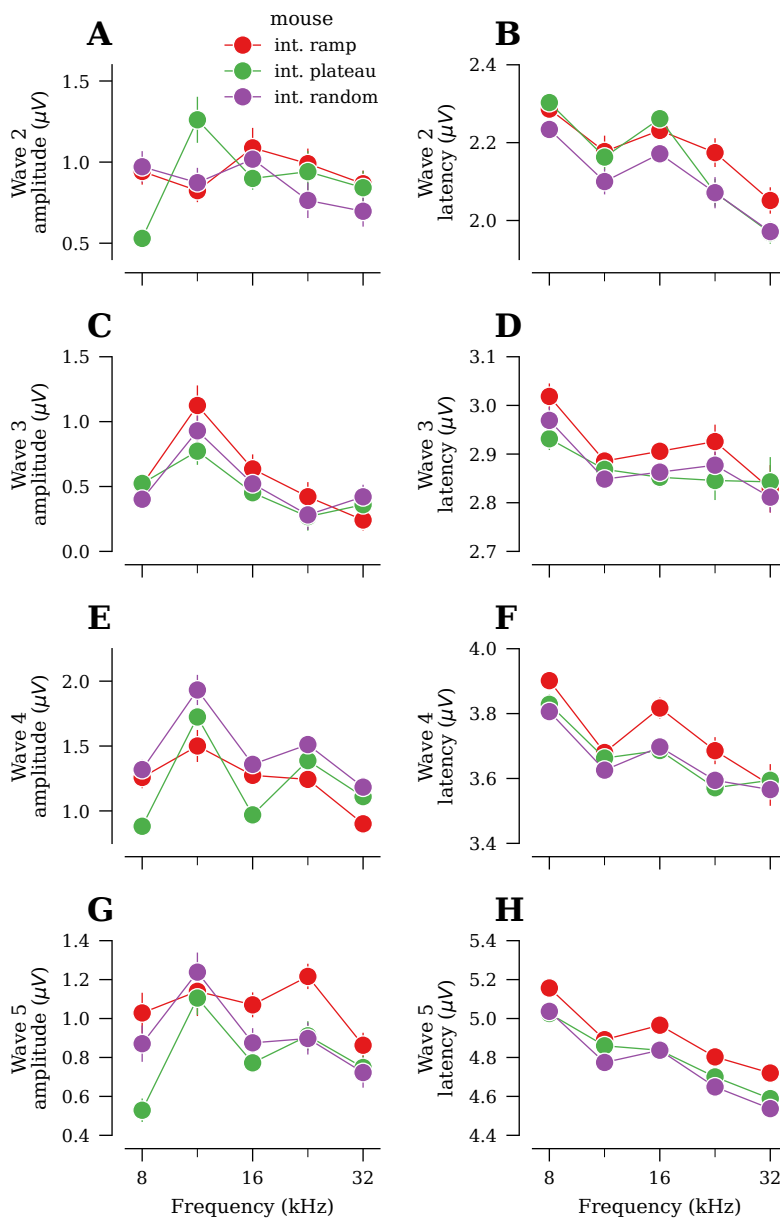 A
mouse
int. ramp
int. plateau
int. random
1.5
1.0
0.5
Wave 2
amplitude (μV)
B
2.4
2.2
2.0
Wave 2
latency (μV)
C
1.5
1.0
0.5
0.0
Wave 3
amplitude (μV)
D
3.1
3.0
2.9
2.8
2.7
Wave 3
latency (μV)
E
2.0
1.5
1.0
Wave 4
amplitude (μV)
F
4.0
3.8
3.6
3.4
Wave 4
latency (μV)
G
1.4
1.2
1.0
0.8
0.6
0.4
Wave 5
amplitude (μV)
8 16 32
Frequency (kHz)
H
5.4
5.2
5.0
4.8
4.6
4.4
Wave 5
latency (μV)
8 16 32
Frequency (kHz)